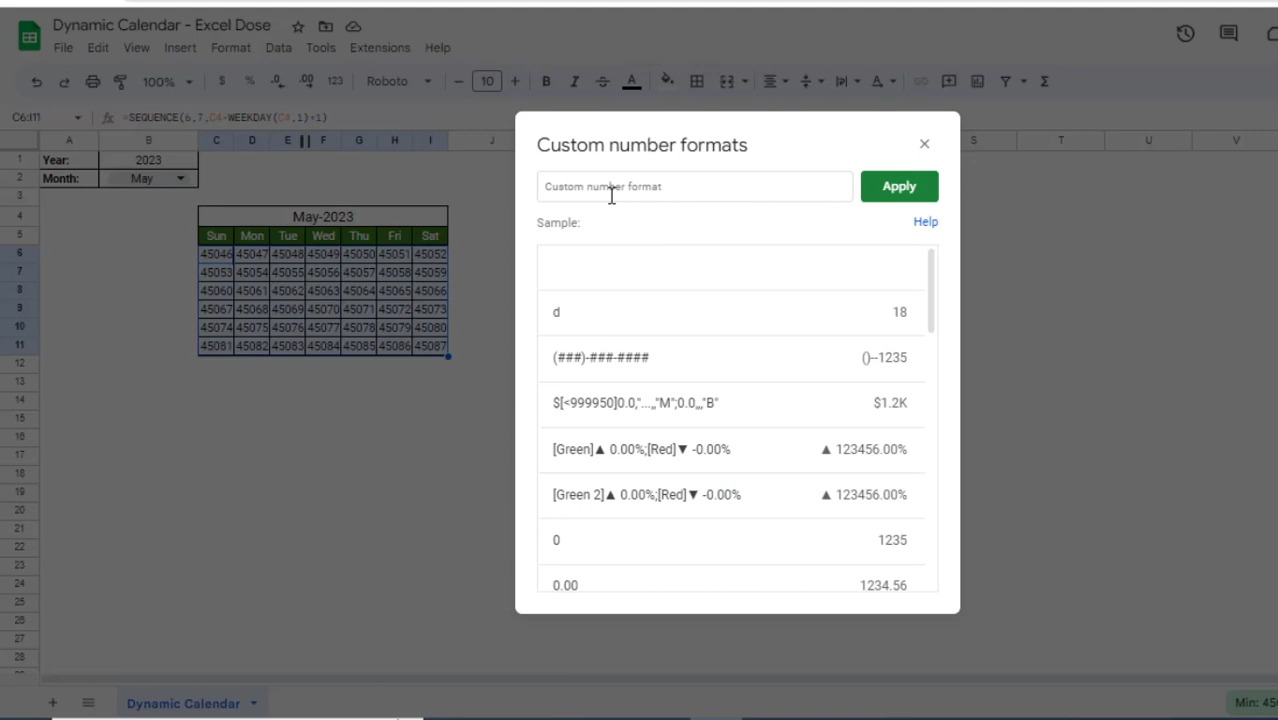 Dynamic Calendar - Excel Dose
File Edit View Insert Format Data Tools Extensions Help
100% $ % .0 .00 123 Roboto - 10 + B I A Σ
C6:I11 fx =SEQUENCE(6,7,C4-WEEKDAY(C4,1)+1)
A B C D E F G H I J S T U V
1 Year: 2023
2 Month: May
3
4 May-2023
5 Sun Mon Tue Wed Thu Fri Sat
6 45046 45047 45048 45049 45050 45051 45052
7 45053 45054 45055 45056 45057 45058 45059
8 45060 45061 45062 45063 45064 45065 45066
9 45067 45068 45069 45070 45071 45072 45073
10 45074 45075 45076 45077 45078 45079 45080
11 45081 45082 45083 45084 45085 45086 45087
12
13
14
15
16
17
18
19
20
21
22
23
24
25
26
27
28
Custom number formats
Custom number format
Apply
Sample:
Help
d 18
(###)-###-#### ()--1235
$[<999950]0.0,"...,,"M";0.0,,,"B" $1.2K
[Green]▲ 0.00%;[Red]▼ -0.00% ▲ 123456.00%
[Green 2]▲ 0.00%;[Red]▼ -0.00% ▲ 123456.00%
0 1235
0.00 1234.56
+ Dynamic Calendar
Min: 450